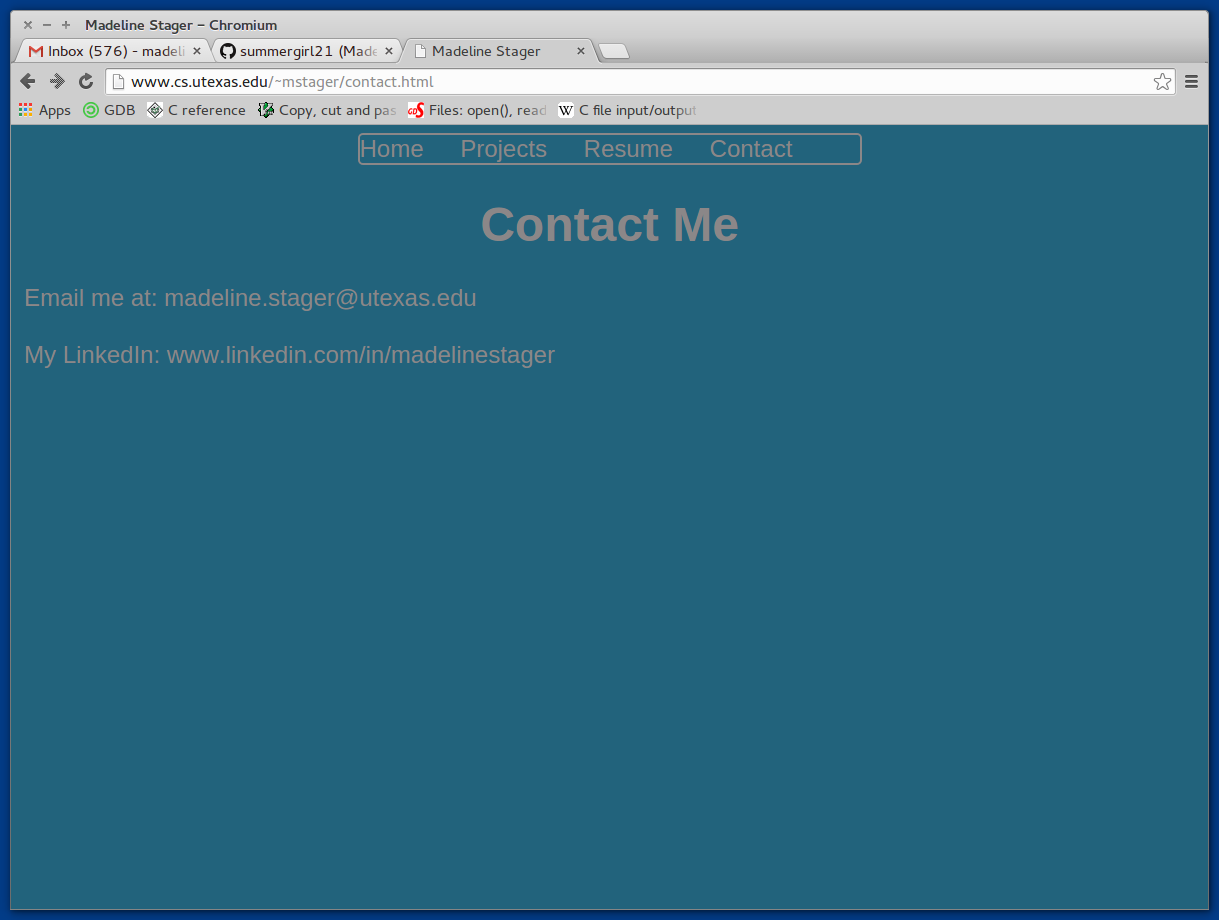 Madeline Stager - Chromium
Inbox (576) - madeli
summergirl21 (Made
Madeline Stager
www.cs.utexas.edu/~mstager/contact.html
Apps GDB C reference Copy, cut and pas Files: open(), read W C file input/output
Home Projects Resume Contact
Contact Me
Email me at: madeline.stager@utexas.edu
My LinkedIn: www.linkedin.com/in/madelinestager